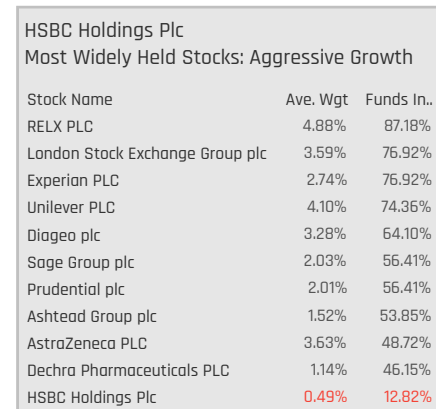 HSBC Holdings Plc
Most Widely Held Stocks: Aggressive Growth
Stock Name Ave. Wgt Funds In..
RELX PLC 4.88% 87.18%
London Stock Exchange Group plc 3.59% 76.92%
Experian PLC 2.74% 76.92%
Unilever PLC 4.10% 74.36%
Diageo plc 3.28% 64.10%
Sage Group plc 2.03% 56.41%
Prudential plc 2.01% 56.41%
Ashtead Group plc 1.52% 53.85%
AstraZeneca PLC 3.63% 48.72%
Dechra Pharmaceuticals PLC 1.14% 46.15%
HSBC Holdings Plc 0.49% 12.82%